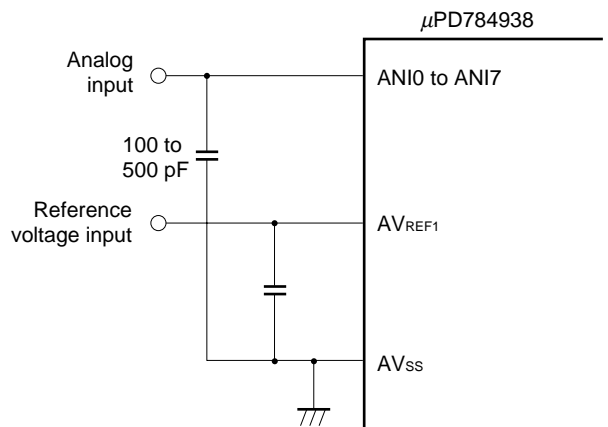 μPD784938
Analog
input
ANI0 to ANI7
100 to
500 pF
Reference
voltage input
AVREF1
AVSS